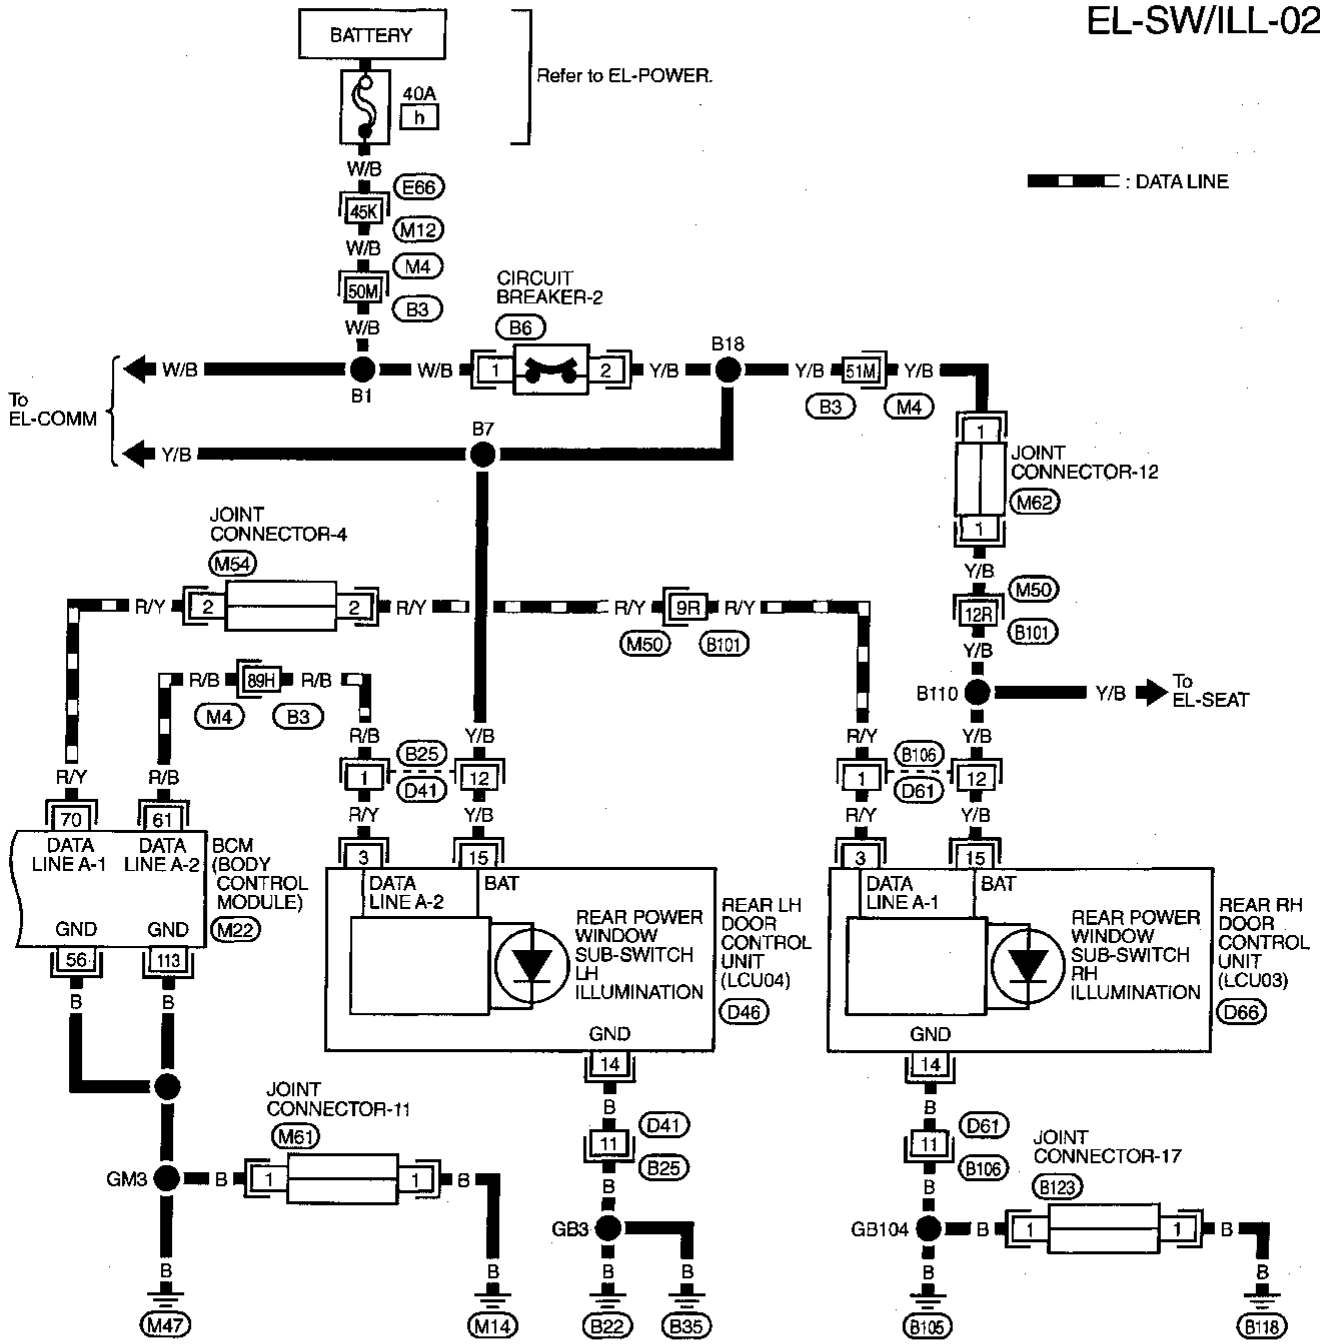 EL-SW/ILL-02
BATTERY
Refer to EL-POWER.
40A
h
W/B
E66
: DATA LINE
45K
M12
W/B
M4
50M
B3
CIRCUIT
BREAKER-2
B6
W/B
B18
W/B
W/B
1
2
Y/B
Y/B
51M
Y/B
B1
B3
M4
To
EL-COMM
B7
Y/B
1
JOINT
CONNECTOR-12
M62
1
JOINT
CONNECTOR-4
M54
Y/B
M50
R/Y
2
2
R/Y
R/Y
9R
R/Y
12R
M50
B101
B101
Y/B
R/B
89H
R/B
M4
B3
B110
Y/B
To
EL-SEAT
R/B
Y/B
R/Y
Y/B
B25
B106
R/Y
R/B
1
12
1
12
D41
D61
70
61
R/Y
Y/B
R/Y
Y/B
DATA
LINE A-1
DATA
LINE A-2
BCM
(BODY
CONTROL
MODULE)
M22
3
15
3
15
DATA
LINE A-2
BAT
DATA
LINE A-1
BAT
GND
GND
56
113
REAR POWER
WINDOW
SUB-SWITCH
LH
ILLUMINATION
REAR LH
DOOR
CONTROL
UNIT
(LCU04)
D46
REAR POWER
WINDOW
SUB-SWITCH
RH
ILLUMINATION
REAR RH
DOOR
CONTROL
UNIT
(LCU03)
D66
B
B
GND
GND
14
14
JOINT
CONNECTOR-11
M61
B
B
D41
D61
11
11
B25
B106
JOINT
CONNECTOR-17
B123
GM3
B
1
1
B
B
B
GB3
GB104
B
1
1
B
B
B
B
B
B
B
B
M47
M14
B22
B35
B105
B118